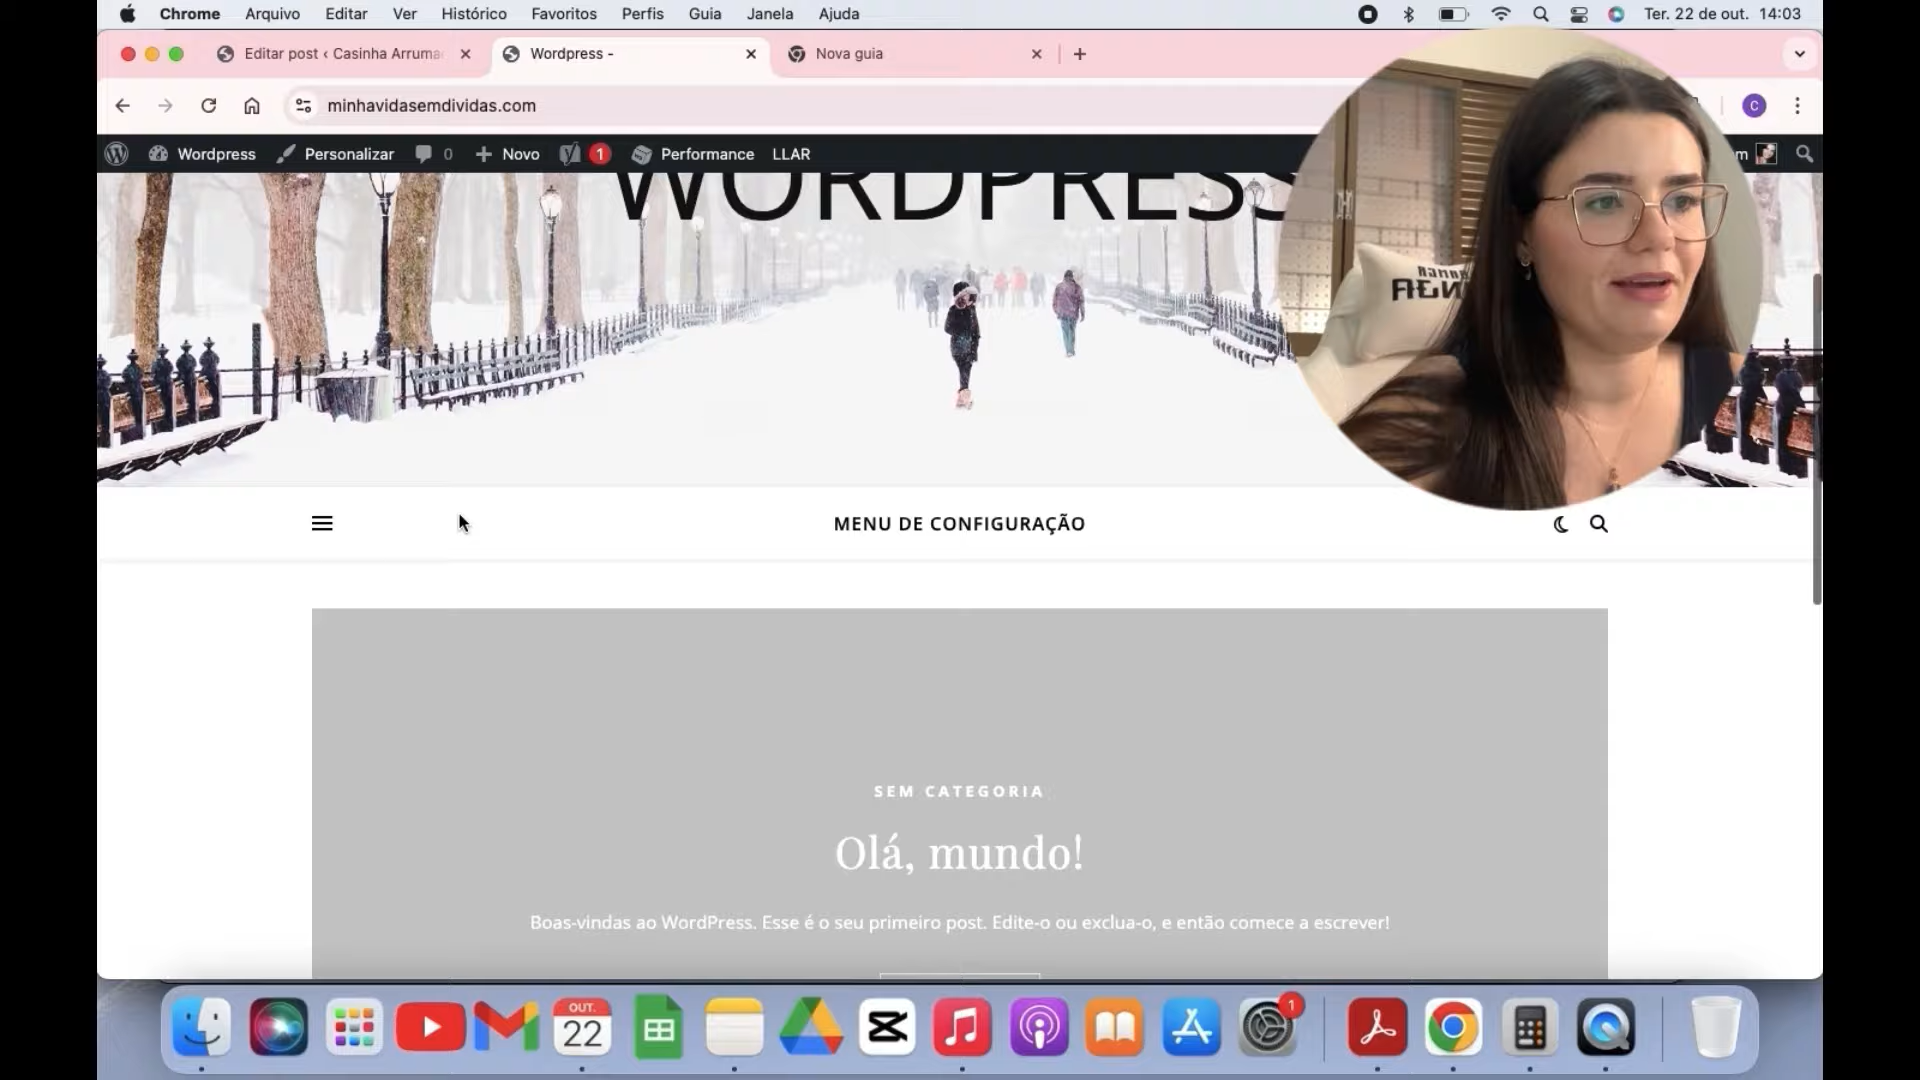 Chrome Arquivo Editar Ver Histórico Favoritos Perfis Guia Janela Ajuda Ter. 22 de out. 14:03
Editar post ‹ Casinha Arruma
Wordpress -
Nova guia
minhavidasemdividas.com
C
Wordpress Personalizar 0 Novo 1 Performance LLAR
WORDPRESS
MENU DE CONFIGURAÇÃO
SEM CATEGORIA
Olá, mundo!
Boas-vindas ao WordPress. Esse é o seu primeiro post. Edite-o ou exclua-o, e então comece a escrever!
OUT.
22
1